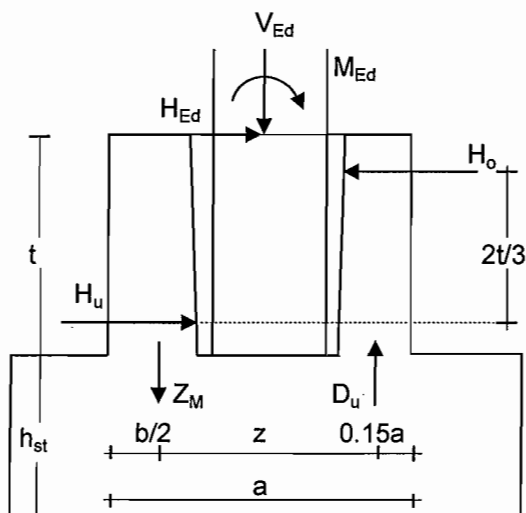 V_Ed
M_Ed
H_Ed
H_o
t
2t/3
H_u
Z_M
D_u
h_st
b/2
z
0.15a
a